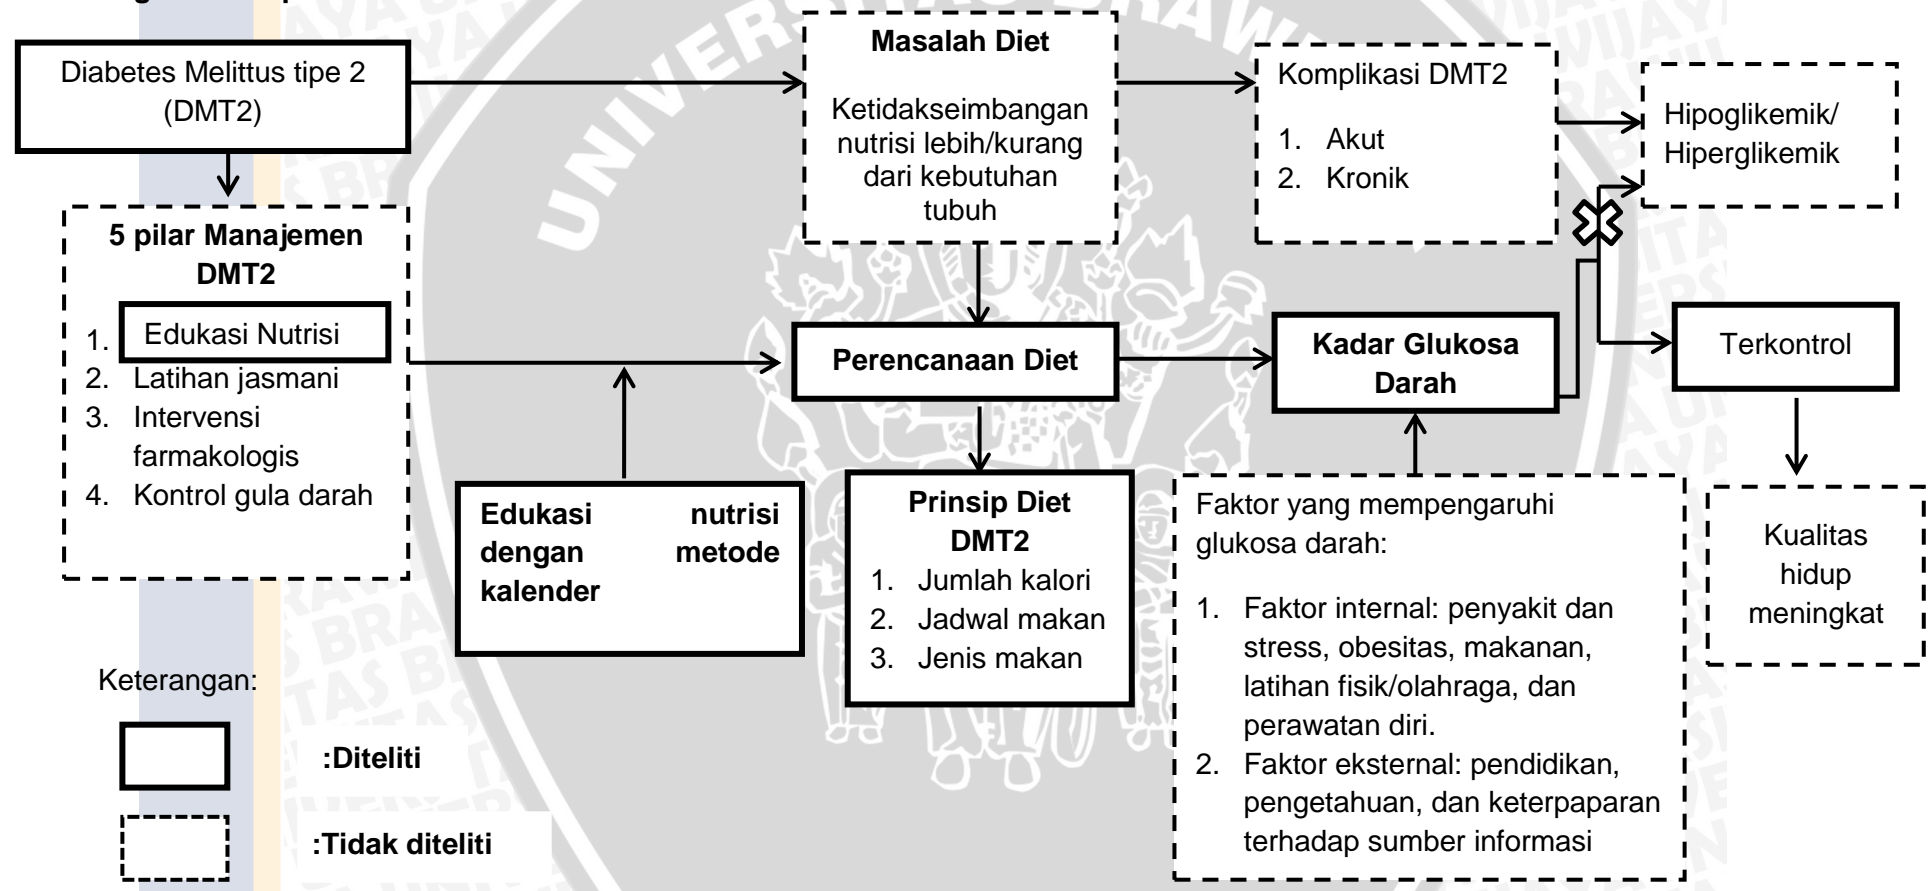 UNIVERSITAS BRAW
Diabetes Melittus tipe 2
(DMT2)
Masalah Diet
Ketidakseimbangan
nutrisi lebih/kurang
dari kebutuhan
tubuh
Komplikasi DMT2
1. Akut
2. Kronik
Hipoglikemik/
Hiperglikemik
5 pilar Manajemen
DMT2
1. Edukasi Nutrisi
2. Latihan jasmani
3. Intervensi
farmakologis
4. Kontrol gula darah
Perencanaan Diet
Kadar Glukosa
Darah
Terkontrol
Edukasi nutrisi
dengan metode
kalender
Prinsip Diet
DMT2
1. Jumlah kalori
2. Jadwal makan
3. Jenis makan
Faktor yang mempengaruhi
glukosa darah:
1. Faktor internal: penyakit dan
stress, obesitas, makanan,
latihan fisik/olahraga, dan
perawatan diri.
2. Faktor eksternal: pendidikan,
pengetahuan, dan keterpaparan
terhadap sumber informasi
Kualitas
hidup
meningkat
Keterangan:
:Diteliti
:Tidak diteliti